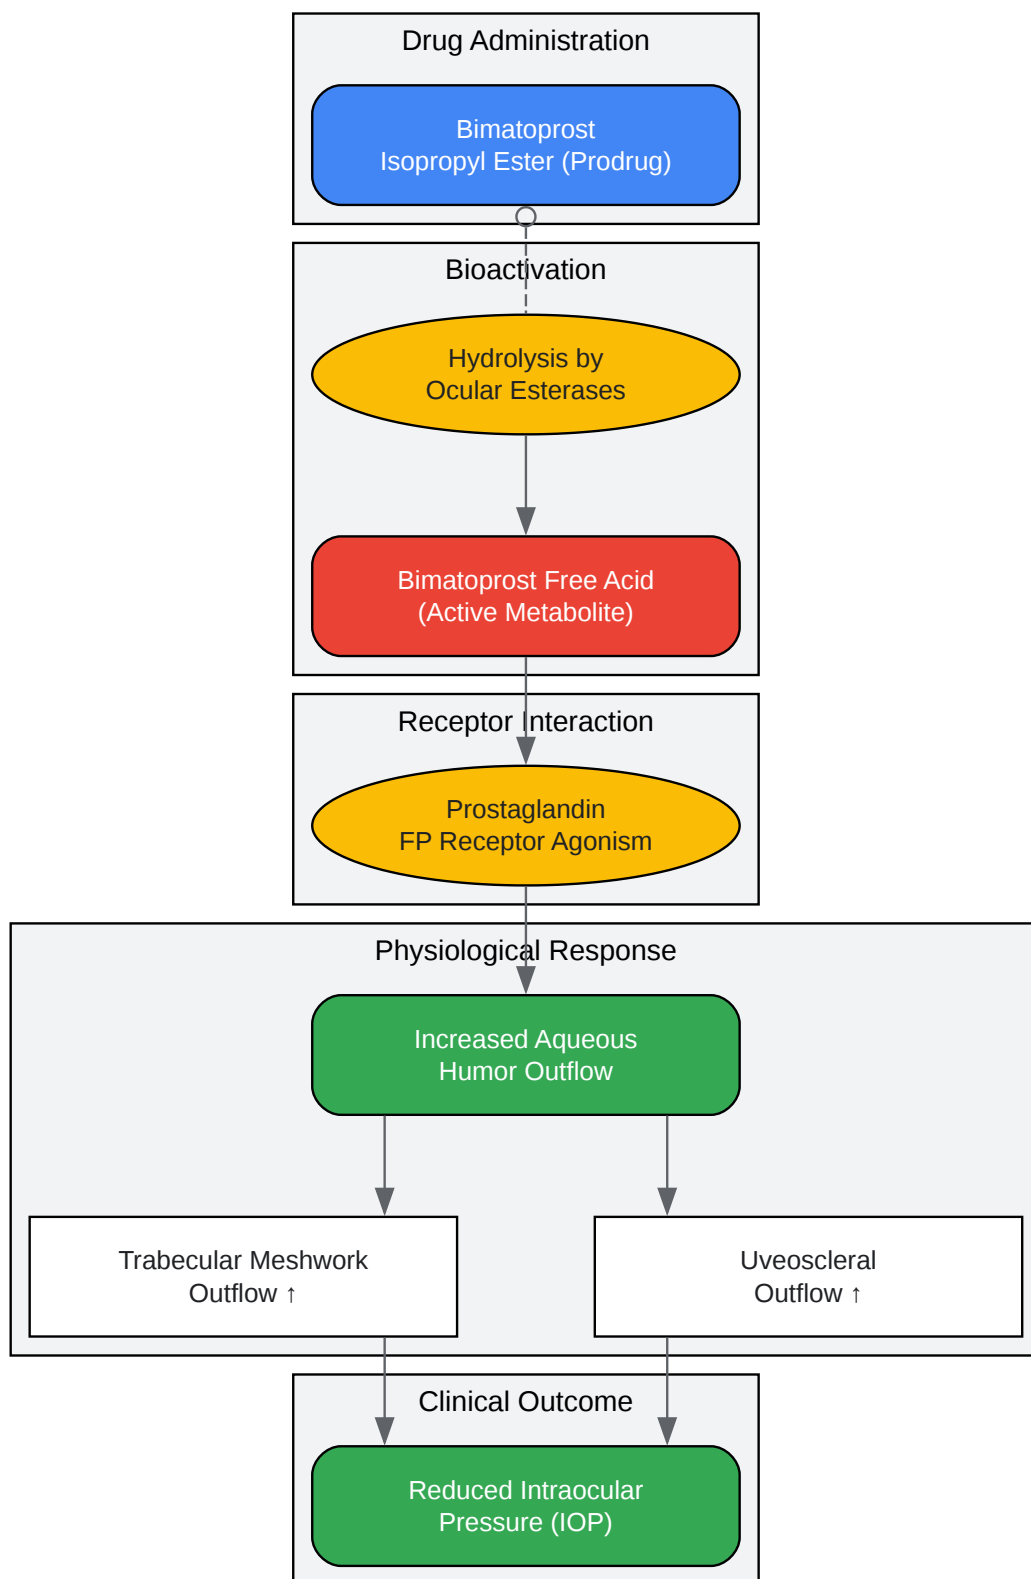 Drug Administration
Bimatoprost
Isopropyl Ester (Prodrug)
Bioactivation
Hydrolysis by
Ocular Esterases
Bimatoprost Free Acid
(Active Metabolite)
Receptor Interaction
Prostaglandin
FP Receptor Agonism
Physiological Response
Increased Aqueous
Humor Outflow
Trabecular Meshwork
Outflow ↑
Uveoscleral
Outflow ↑
Clinical Outcome
Reduced Intraocular
Pressure (IOP)